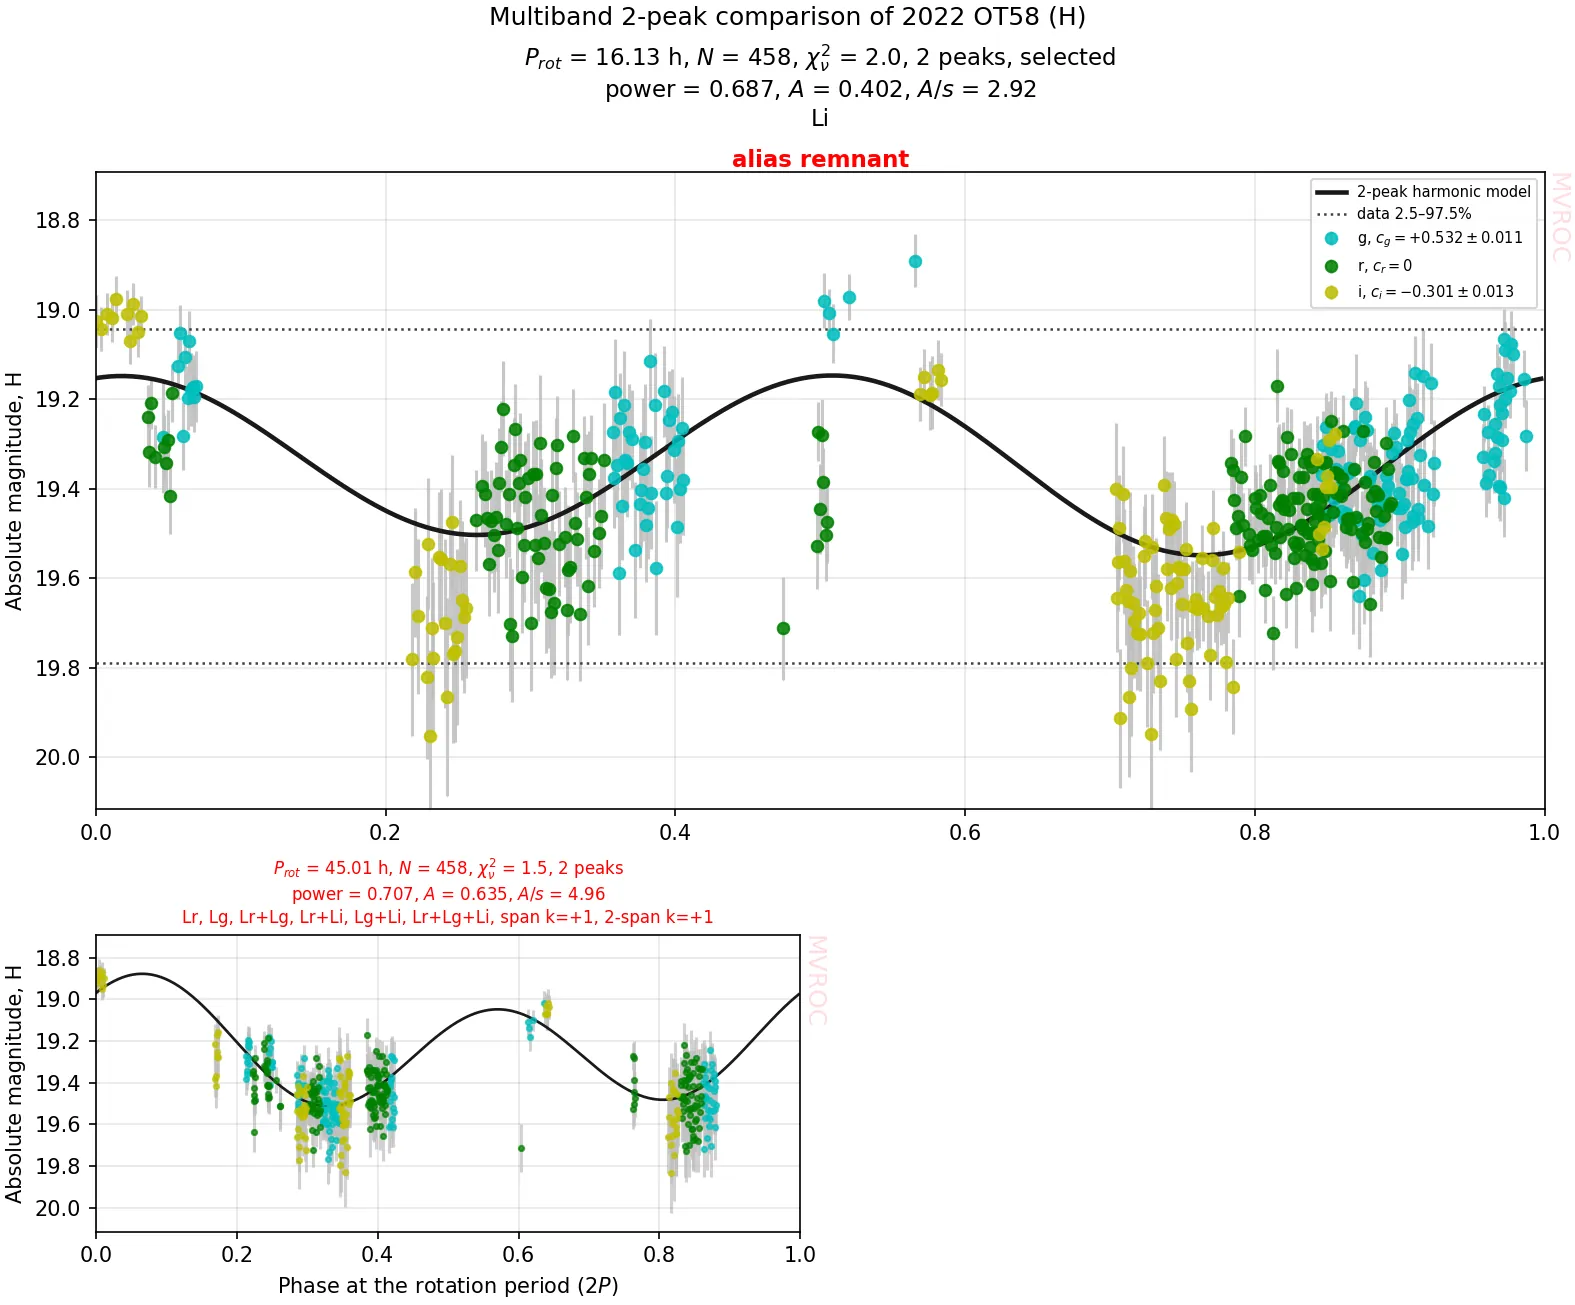 Multiband 2-peak comparison of 2022 OT58 (H)
P_rot = 16.13 h, N = 458, χ²_ν = 2.0, 2 peaks, selected
power = 0.687, A = 0.402, A/s = 2.92
Li
alias remnant
MVROC
2-peak harmonic model
data 2.5–97.5%
g, c_g = +0.532 ± 0.011
r, c_r = 0
i, c_i = −0.301 ± 0.013
Absolute magnitude, H
18.8
19.0
19.2
19.4
19.6
19.8
20.0
0.0 0.2 0.4 0.6 0.8 1.0
P_rot = 45.01 h, N = 458, χ²_ν = 1.5, 2 peaks
power = 0.707, A = 0.635, A/s = 4.96
Lr, Lg, Lr+Lg, Lr+Li, Lg+Li, Lr+Lg+Li, span k=+1, 2-span k=+1
MVROC
Absolute magnitude, H
18.8
19.0
19.2
19.4
19.6
19.8
20.0
0.0 0.2 0.4 0.6 0.8 1.0
Phase at the rotation period (2P)